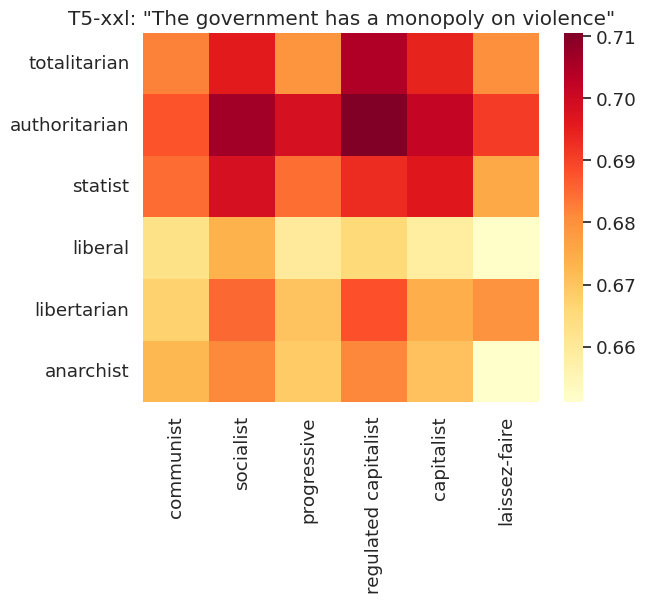 T5-xxl: "The government has a monopoly on violence"
totalitarian
authoritarian
statist
liberal
libertarian
anarchist
communist
socialist
progressive
regulated capitalist
capitalist
laissez-faire
0.71
0.70
0.69
0.68
0.67
0.66